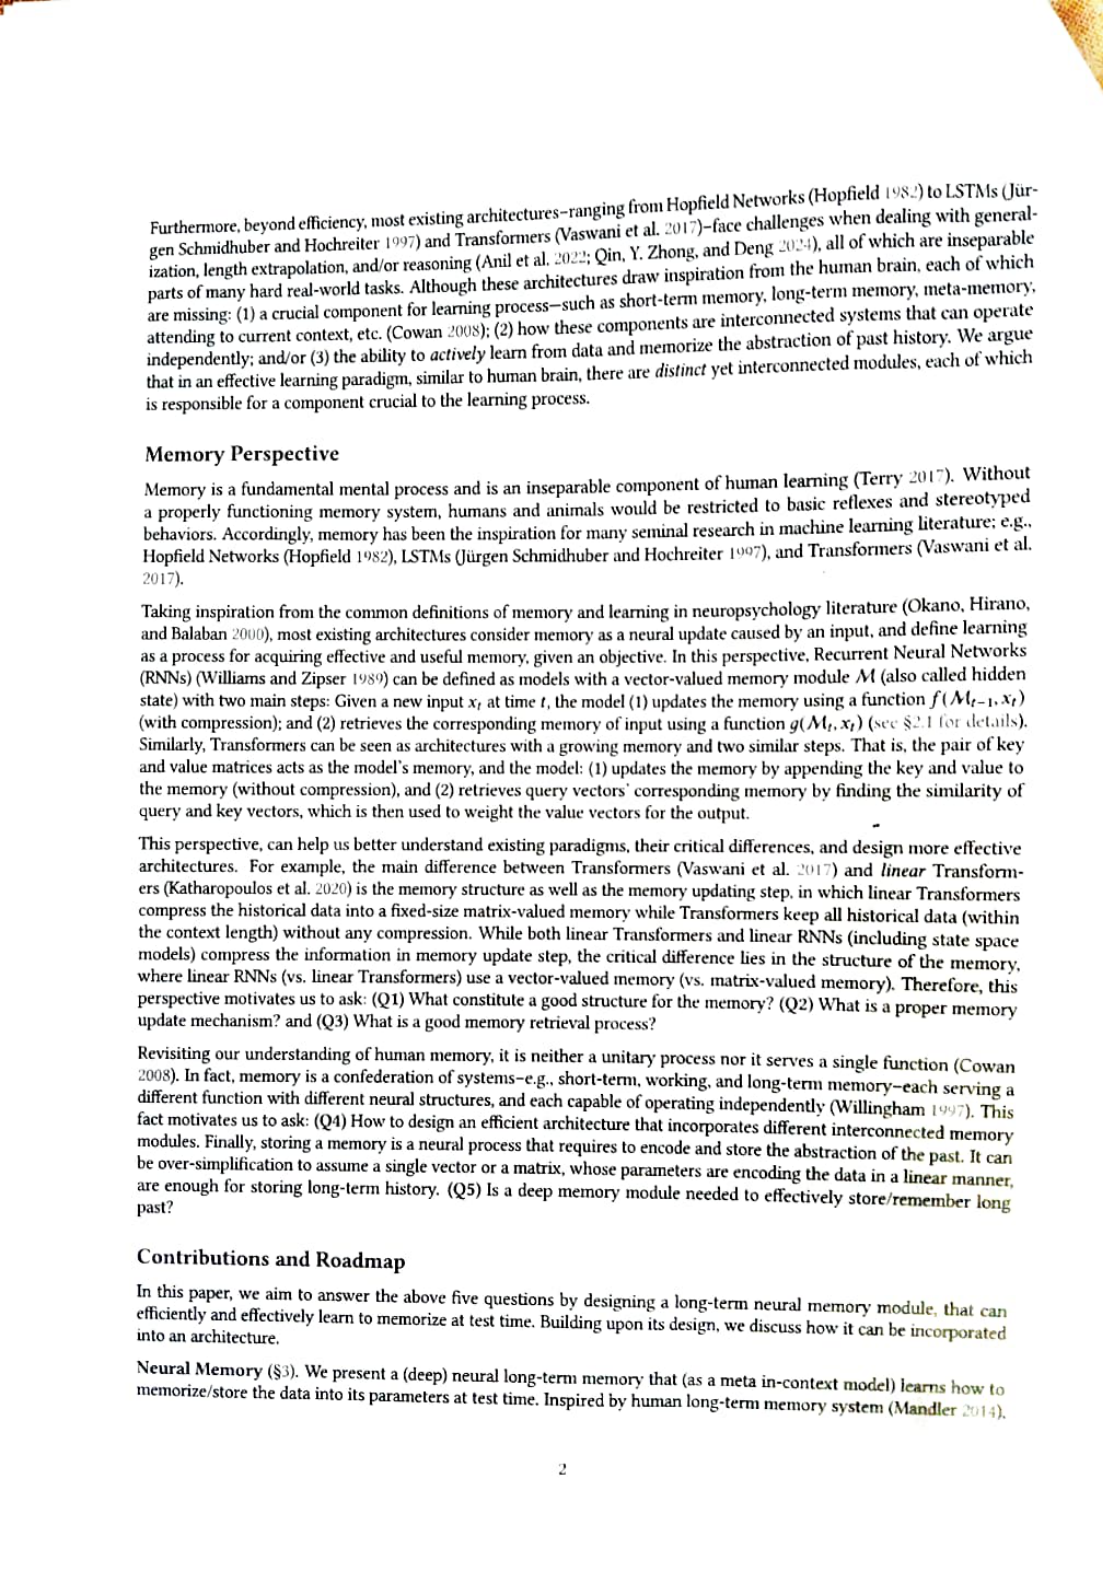 Furthermore, beyond efficiency, most existing architectures–ranging from Hopfield Networks (Hopfield 1982) to LSTMs (Jür-
gen Schmidhuber and Hochreiter 1997) and Transformers (Vaswani et al. 2017)–face challenges when dealing with general-
ization, length extrapolation, and/or reasoning (Anil et al. 2022; Qin, Y. Zhong, and Deng 2024), all of which are inseparable
parts of many hard real-world tasks. Although these architectures draw inspiration from the human brain, each of which
are missing: (1) a crucial component for learning process—such as short-term memory, long-term memory, meta-memory,
attending to current context, etc. (Cowan 2008); (2) how these components are interconnected systems that can operate
independently; and/or (3) the ability to actively learn from data and memorize the abstraction of past history. We argue
that in an effective learning paradigm, similar to human brain, there are distinct yet interconnected modules, each of which
is responsible for a component crucial to the learning process.
Memory Perspective
Memory is a fundamental mental process and is an inseparable component of human learning (Terry 2017). Without
a properly functioning memory system, humans and animals would be restricted to basic reflexes and stereotyped
behaviors. Accordingly, memory has been the inspiration for many seminal research in machine learning literature; e.g.,
Hopfield Networks (Hopfield 1982), LSTMs (Jürgen Schmidhuber and Hochreiter 1997), and Transformers (Vaswani et al.
2017).
Taking inspiration from the common definitions of memory and learning in neuropsychology literature (Okano, Hirano,
and Balaban 2000), most existing architectures consider memory as a neural update caused by an input, and define learning
as a process for acquiring effective and useful memory, given an objective. In this perspective, Recurrent Neural Networks
(RNNs) (Williams and Zipser 1989) can be defined as models with a vector-valued memory module ℳ (also called hidden
state) with two main steps: Given a new input xₜ at time t, the model (1) updates the memory using a function f(ℳₜ₋₁, xₜ)
(with compression); and (2) retrieves the corresponding memory of input using a function g(ℳₜ, xₜ) (see §2.1 for details).
Similarly, Transformers can be seen as architectures with a growing memory and two similar steps. That is, the pair of key
and value matrices acts as the model's memory, and the model: (1) updates the memory by appending the key and value to
the memory (without compression), and (2) retrieves query vectors' corresponding memory by finding the similarity of
query and key vectors, which is then used to weight the value vectors for the output.
This perspective, can help us better understand existing paradigms, their critical differences, and design more effective
architectures. For example, the main difference between Transformers (Vaswani et al. 2017) and linear Transform-
ers (Katharopoulos et al. 2020) is the memory structure as well as the memory updating step, in which linear Transformers
compress the historical data into a fixed-size matrix-valued memory while Transformers keep all historical data (within
the context length) without any compression. While both linear Transformers and linear RNNs (including state space
models) compress the information in memory update step, the critical difference lies in the structure of the memory,
where linear RNNs (vs. linear Transformers) use a vector-valued memory (vs. matrix-valued memory). Therefore, this
perspective motivates us to ask: (Q1) What constitute a good structure for the memory? (Q2) What is a proper memory
update mechanism? and (Q3) What is a good memory retrieval process?
Revisiting our understanding of human memory, it is neither a unitary process nor it serves a single function (Cowan
2008). In fact, memory is a confederation of systems–e.g., short-term, working, and long-term memory–each serving a
different function with different neural structures, and each capable of operating independently (Willingham 1997). This
fact motivates us to ask: (Q4) How to design an efficient architecture that incorporates different interconnected memory
modules. Finally, storing a memory is a neural process that requires to encode and store the abstraction of the past. It can
be over-simplification to assume a single vector or a matrix, whose parameters are encoding the data in a linear manner,
are enough for storing long-term history. (Q5) Is a deep memory module needed to effectively store/remember long
past?
Contributions and Roadmap
In this paper, we aim to answer the above five questions by designing a long-term neural memory module, that can
efficiently and effectively learn to memorize at test time. Building upon its design, we discuss how it can be incorporated
into an architecture.
Neural Memory (§3). We present a (deep) neural long-term memory that (as a meta in-context model) learns how to
memorize/store the data into its parameters at test time. Inspired by human long-term memory system (Mandler 2014),
2